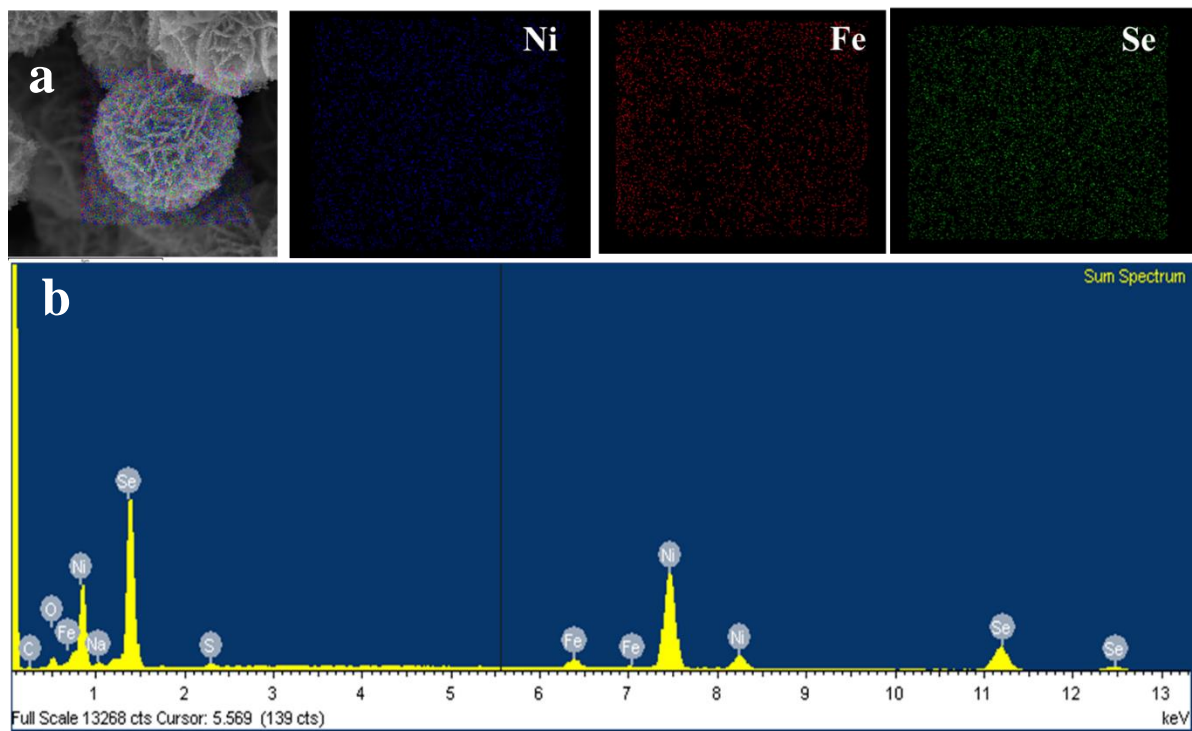 a
Ni
Fe
Se
b
Sum Spectrum
Se
Ni
O
Fe
Na
C
S
Fe
Fe
Ni
Ni
Se
Se
1 2 3 4 5 6 7 8 9 10 11 12 13
Full Scale 13268 cts Cursor: 5.569 (139 cts)
keV